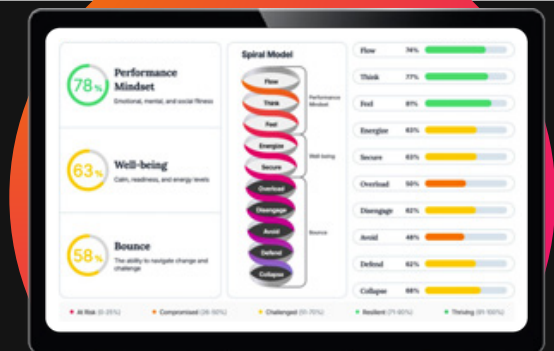 78%
Performance
Mindset
Emotional, mental, and social fitness
63%
Well-being
Calm, readiness, and energy levels
58%
Bounce
The ability to navigate change and
challenge
Spiral Model
Flow
Think
Feel
Energize
Secure
Overload
Disengage
Avoid
Defend
Collapse
Performance
Mindset
Well-being
Bounce
Flow 74%
Think 77%
Feel 81%
Energize 63%
Secure 63%
Overload 50%
Disengage 62%
Avoid 48%
Defend 62%
Collapse 68%
At Risk (0-25%) Compromised (26-50%) Challenged (51-70%) Resilient (71-90%) Thriving (91-100%)